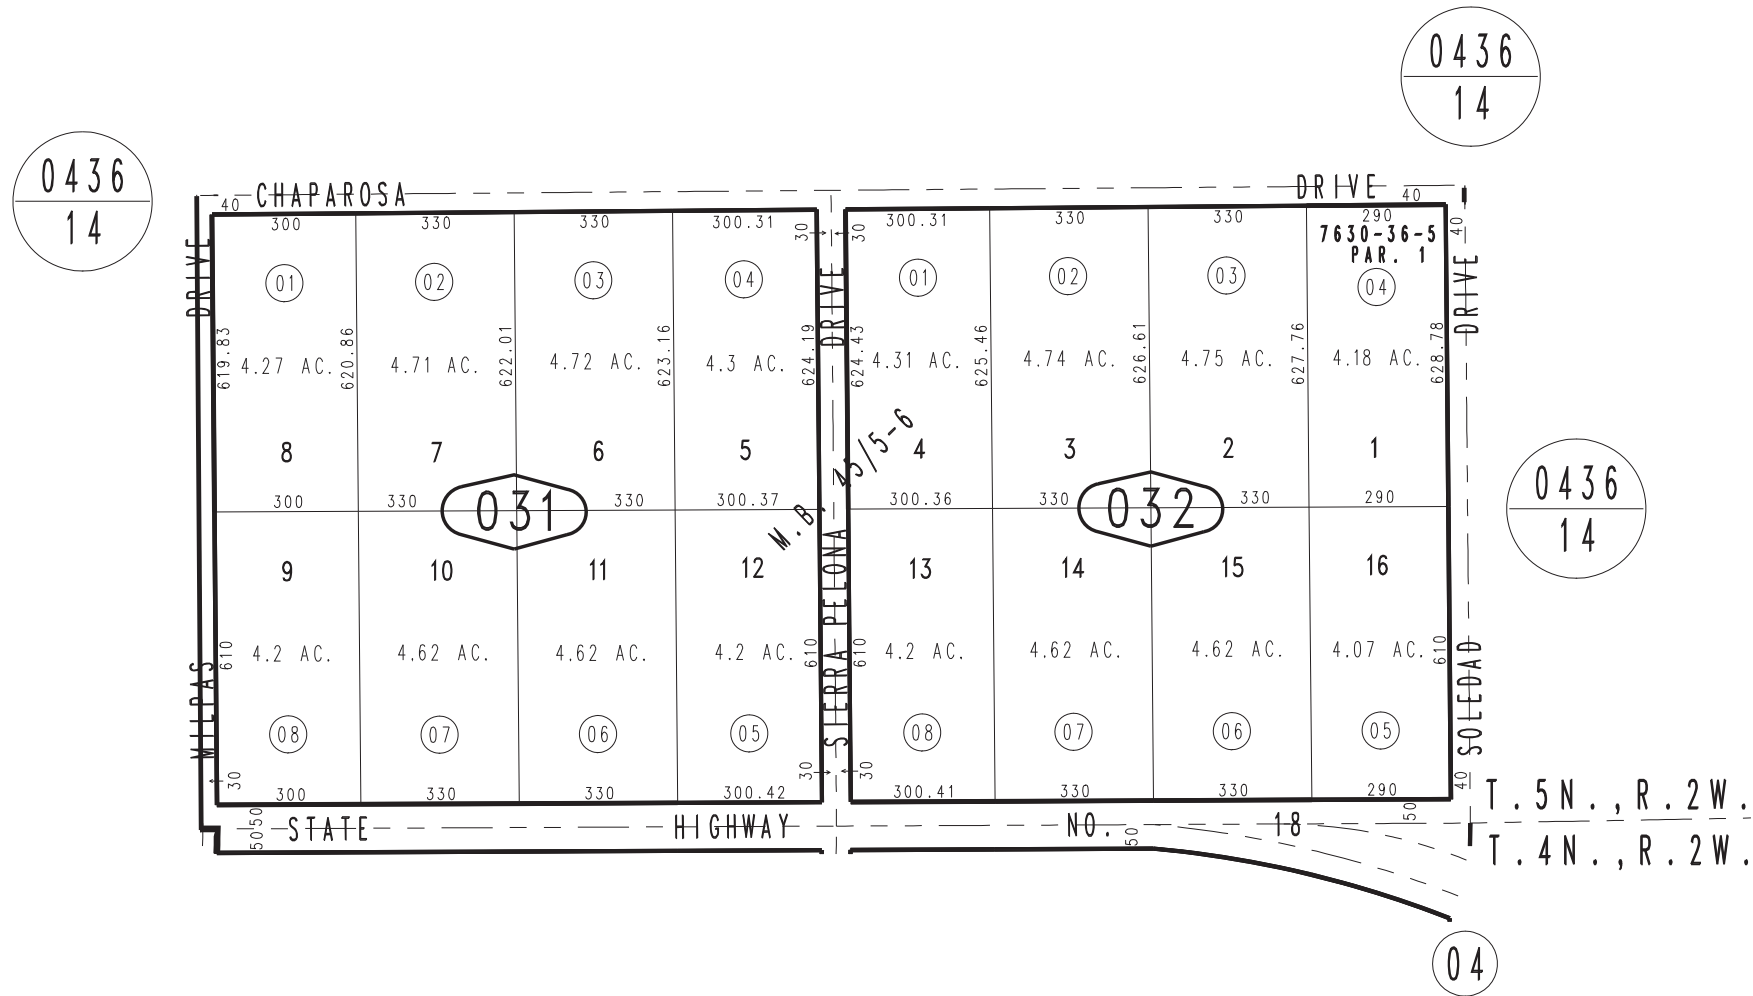 0436
14
0436
14
CHAPAROSA DRIVE
40 40
300 330 330 300.31 300.31 330 330 290
30 30 40
7630-36-5
PAR. 1
DRIVE DRIVE DRIVE
01 02 03 04 01 02 03 04
619.83 620.86 622.01 623.16 624.19 624.43 625.46 626.61 627.76 628.78
4.27 AC. 4.71 AC. 4.72 AC. 4.3 AC. 4.31 AC. 4.74 AC. 4.75 AC. 4.18 AC.
8 7 6 5 4 3 2 1
M.B. 45/5-6
0436
14
300 330 330 300.37 300.36 330 330 290
031 032
9 10 11 12 13 14 15 16
610 610 610 610
4.2 AC. 4.62 AC. 4.62 AC. 4.2 AC. 4.2 AC. 4.62 AC. 4.62 AC. 4.07 AC.
MILPAS SIERRA PELONA SOLEDAD
08 07 06 05 08 07 06 05
30 30 30 40
300 330 330 300.42 300.41 330 330 290
T.5N.,R.2W.
50 50 50 50
STATE HIGHWAY NO. 18
T.4N.,R.2W.
04